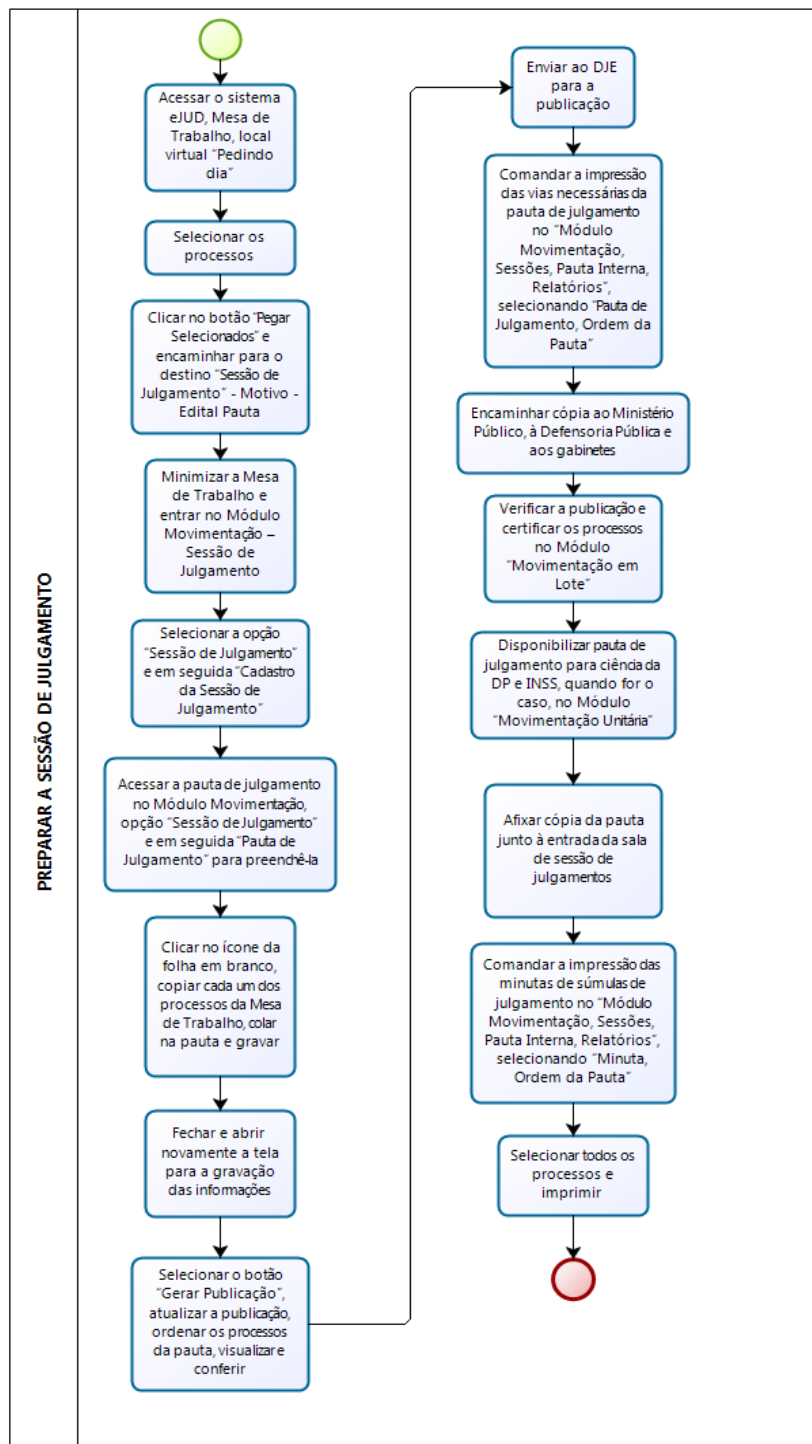 PREPARAR A SESSÃO DE JULGAMENTO
Acessar o sistema
eJUD, Mesa de
Trabalho, local
virtual “Pedindo
dia”
Selecionar os
processos
Clicar no botão “Pegar
Selecionados” e
encaminhar para o
destino “Sessão de
Julgamento” - Motivo -
Edital Pauta
Minimizar a Mesa
de Trabalho e
entrar no Módulo
Movimentação –
Sessão de
Julgamento
Selecionar a opção
“Sessão de Julgamento”
e em seguida “Cadastro
da Sessão de
Julgamento”
Acessar a pauta de julgamento
no Módulo Movimentação,
opção “Sessão de Julgamento”
e em seguida “Pauta de
Julgamento” para preenchê-la
Clicar no ícone da
folha em branco,
copiar cada um dos
processos da Mesa
de Trabalho, colar
na pauta e gravar
Fechar e abrir
novamente a tela
para a gravação
das informações
Selecionar o botão
“Gerar Publicação”,
atualizar a publicação,
ordenar os processos
da pauta, visualizar e
conferir
Enviar ao DJE
para a
publicação
Comandar a impressão
das vias necessárias da
pauta de julgamento
no “Módulo
Movimentação,
Sessões, Pauta Interna,
Relatórios”,
selecionando “Pauta de
Julgamento, Ordem da
Pauta”
Encaminhar cópia ao Ministério
Público, à Defensoria Pública e
aos gabinetes
Verificar a publicação e
certificar os processos
no Módulo
“Movimentação em
Lote”
Disponibilizar pauta de
julgamento para ciência da
DP e INSS, quando for o
caso, no Módulo
“Movimentação Unitária”
Afixar cópia da pauta
junto à entrada da sala
de sessão de
julgamentos
Comandar a impressão das
minutas de súmulas de
julgamento no “Módulo
Movimentação, Sessões,
Pauta Interna, Relatórios”,
selecionando “Minuta,
Ordem da Pauta”
Selecionar todos os
processos e
imprimir